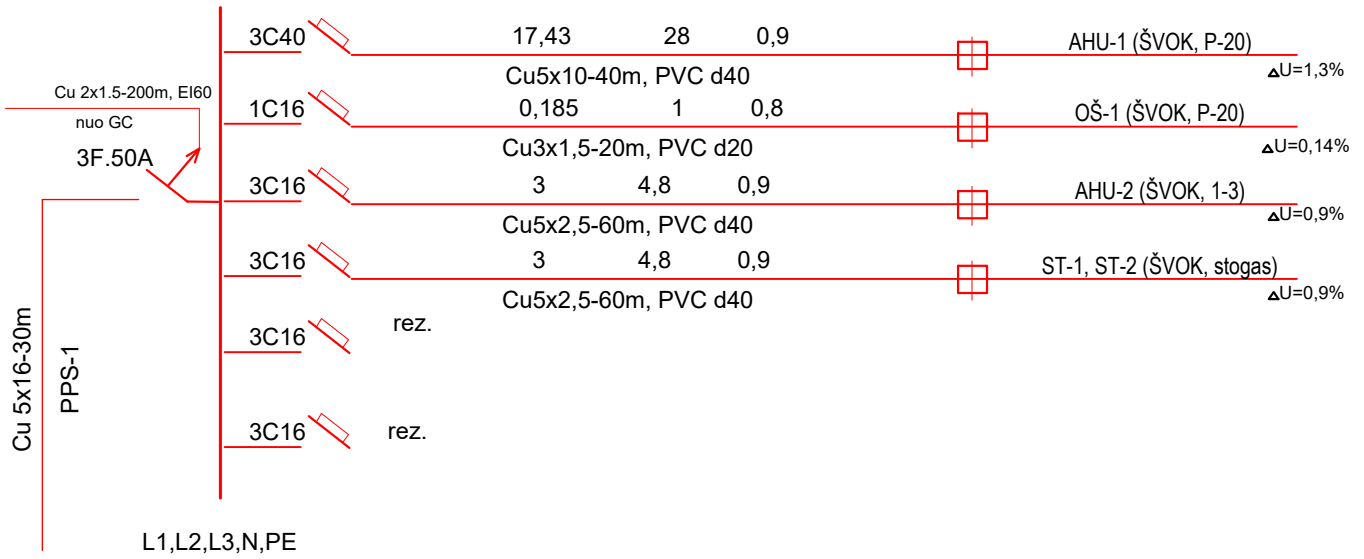 3C40 17,43 28 0,9 AHU-1 (ŠVOK, P-20)
Cu5x10-40m, PVC d40 ΔU=1,3%
Cu 2x1.5-200m, EI60
nuo GC
1C16 0,185 1 0,8 OŠ-1 (ŠVOK, P-20)
Cu3x1,5-20m, PVC d20 ΔU=0,14%
3F.50A
3C16 3 4,8 0,9 AHU-2 (ŠVOK, 1-3)
Cu5x2,5-60m, PVC d40 ΔU=0,9%
3C16 3 4,8 0,9 ST-1, ST-2 (ŠVOK, stogas)
Cu5x2,5-60m, PVC d40 ΔU=0,9%
3C16 rez.
3C16 rez.
Cu 5x16-30m
PPS-1
L1,L2,L3,N,PE